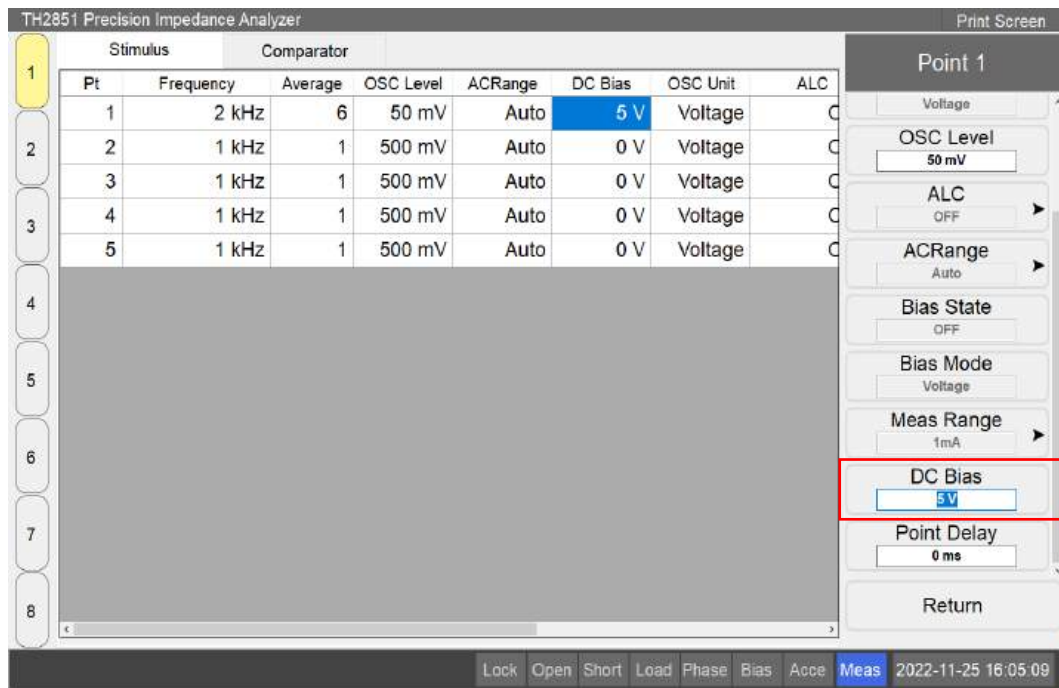 TH2851 Precision Impedance Analyzer Print Screen
Stimulus Comparator
Pt Frequency Average OSC Level ACRange DC Bias OSC Unit ALC
1 2 kHz 6 50 mV Auto 5 V Voltage
2 1 kHz 1 500 mV Auto 0 V Voltage
3 1 kHz 1 500 mV Auto 0 V Voltage
4 1 kHz 1 500 mV Auto 0 V Voltage
5 1 kHz 1 500 mV Auto 0 V Voltage
1
2
3
4
5
6
7
8
Point 1
Voltage
OSC Level
50 mV
ALC
OFF
ACRange
Auto
Bias State
OFF
Bias Mode
Voltage
Meas Range
1mA
DC Bias
5 V
Point Delay
0 ms
Return
Lock Open Short Load Phase Bias Acce Meas 2022-11-25 16:05:09